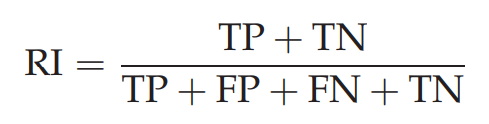 RI = (TP + TN) / (TP + FP + FN + TN)